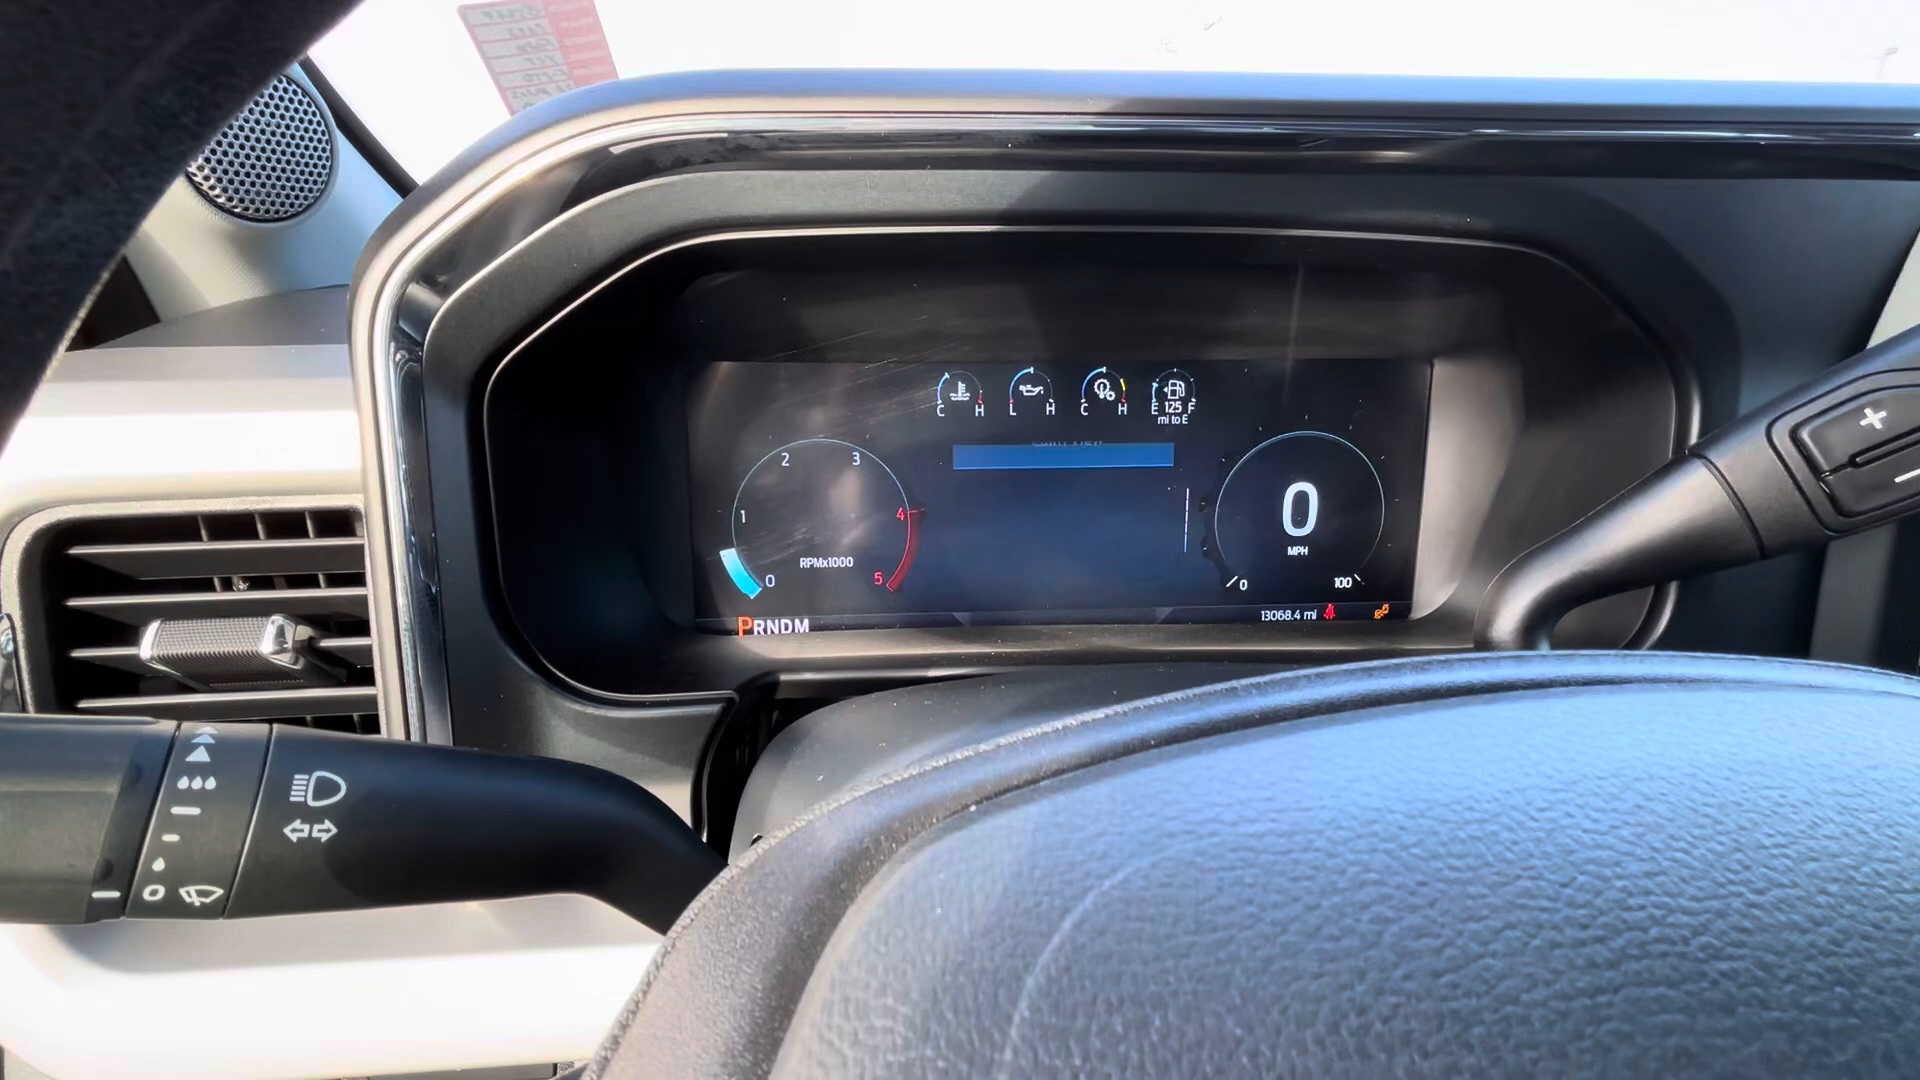 C H
L H
C H
E 125 F
mi to E
0 1 2 3 4 5
RPMx1000
0
MPH
0 100
PRNDM
13068.4 mi
+
O